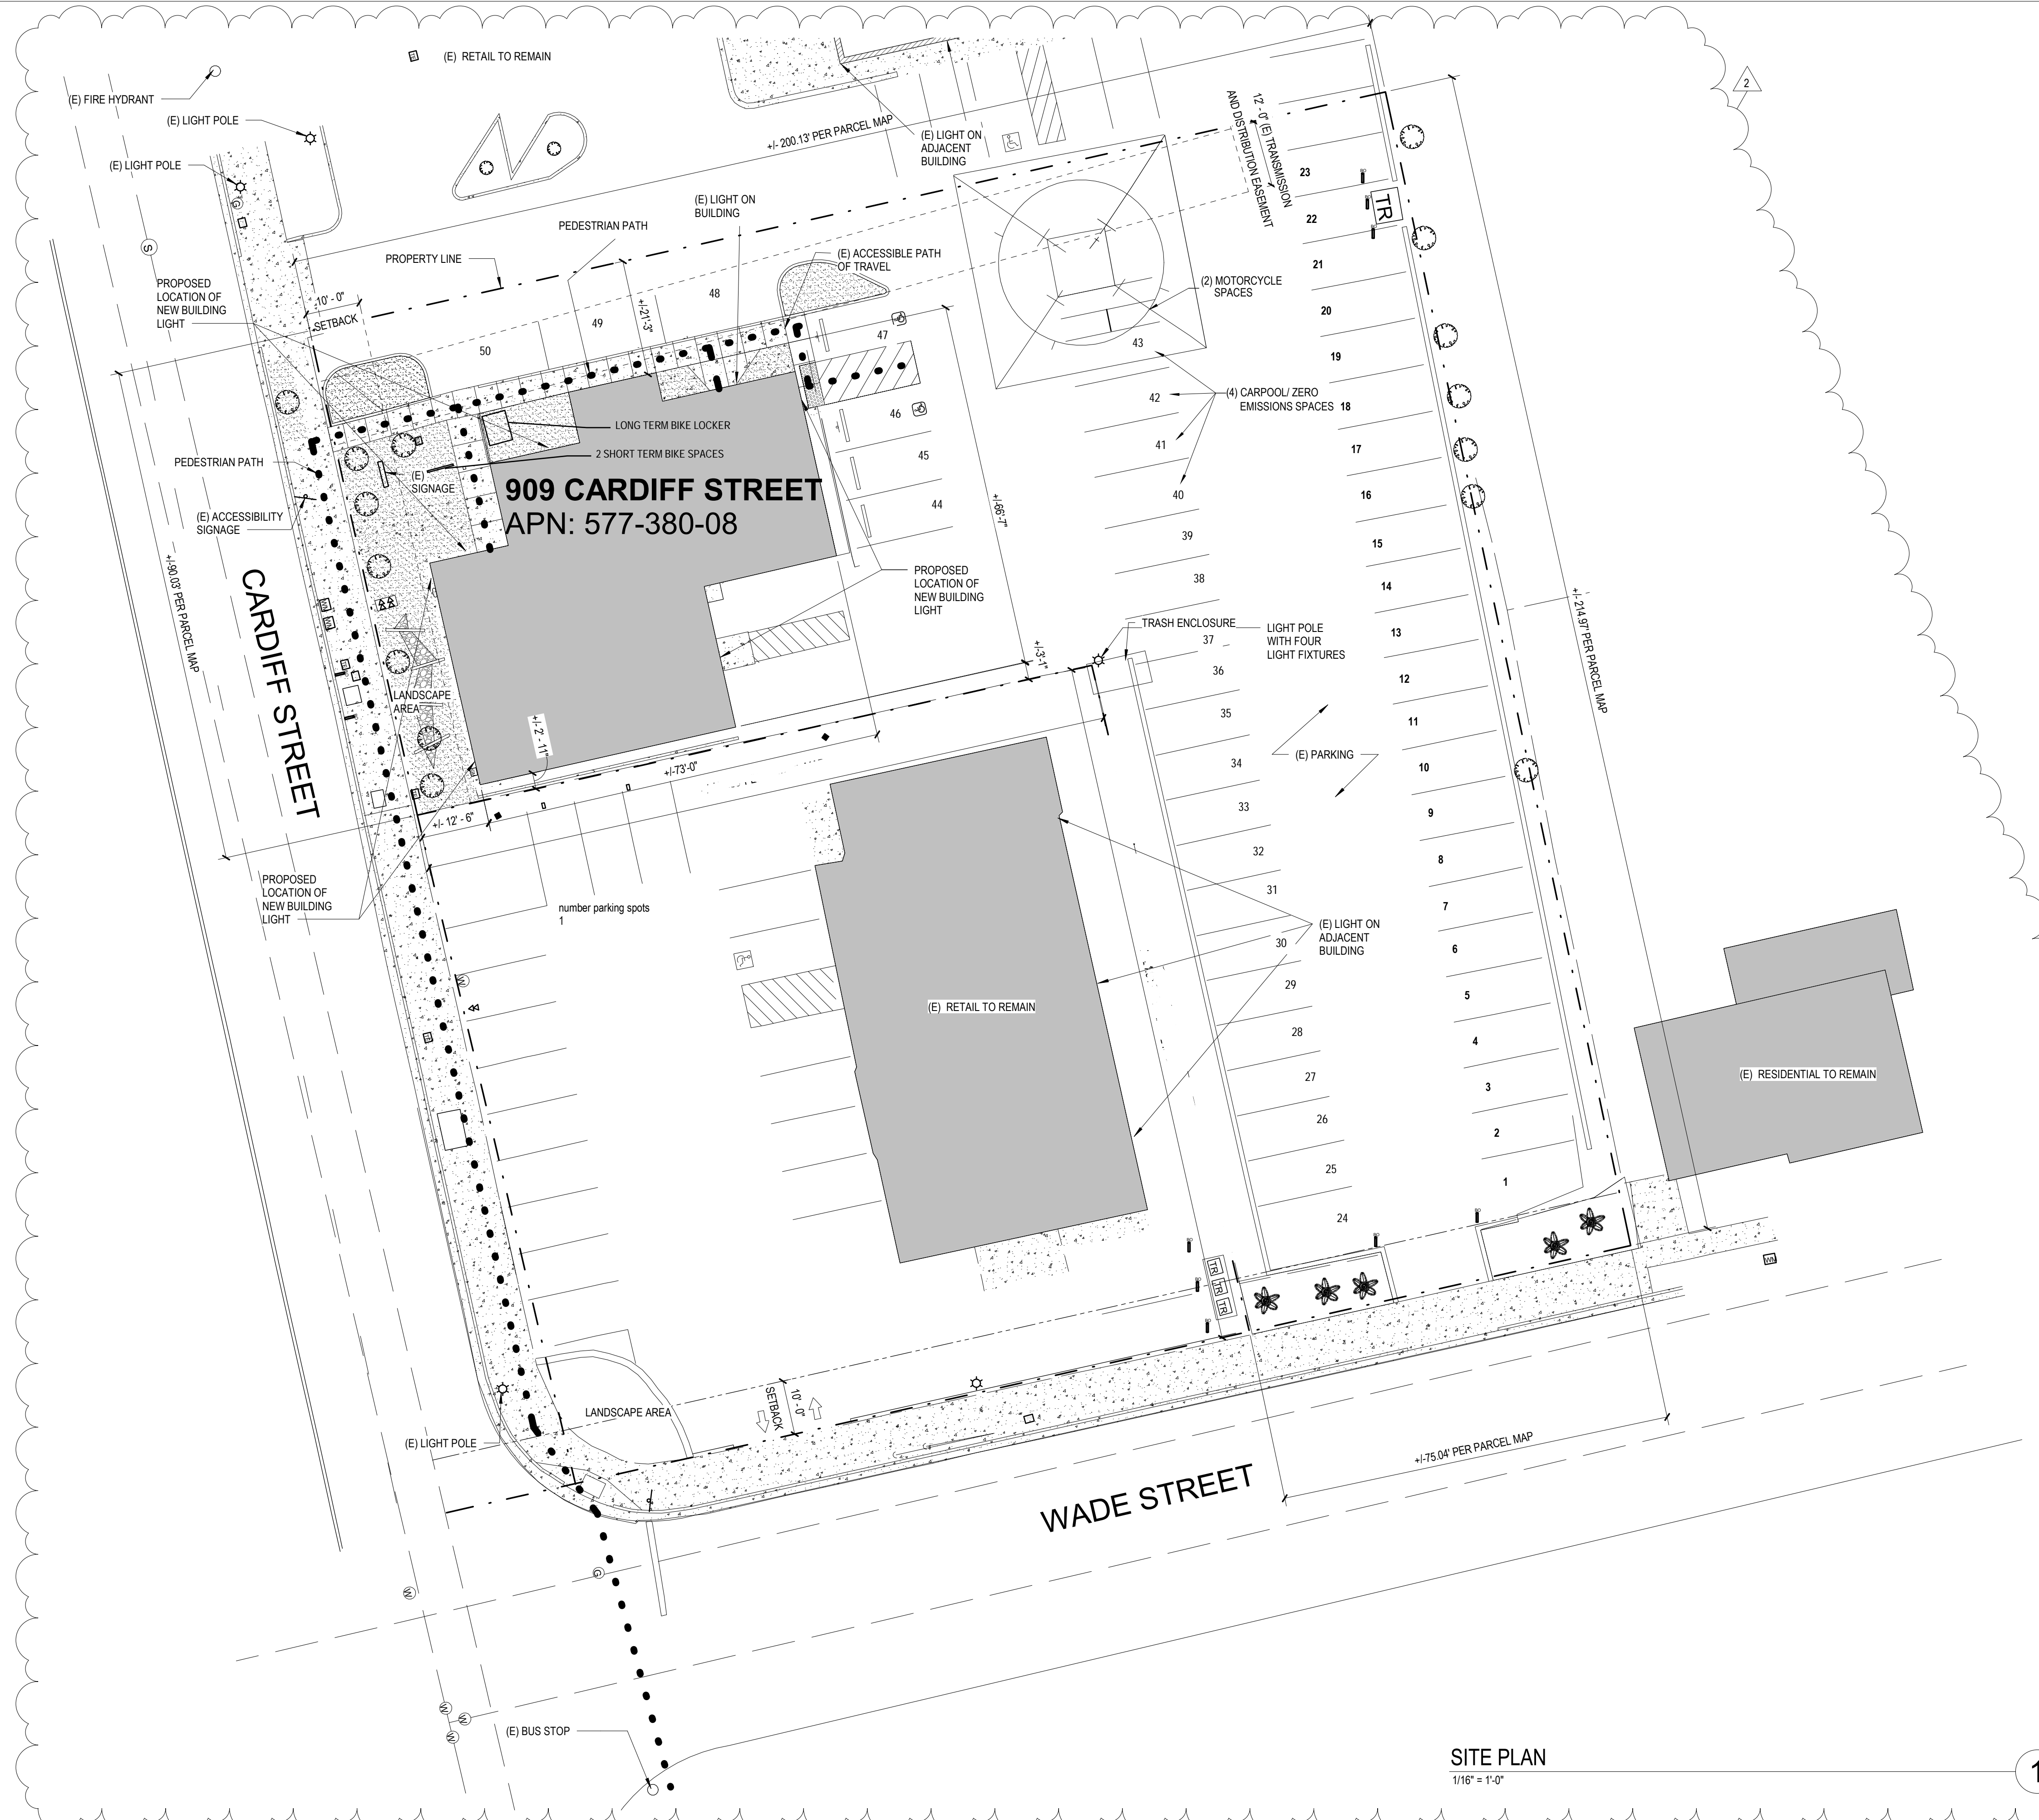 (E) RETAIL TO REMAIN
(E) FIRE HYDRANT
(E) LIGHT POLE
(E) LIGHT POLE
2
+/- 200.13' PER PARCEL MAP
(E) LIGHT ON
ADJACENT
BUILDING
12' - 0" (E) TRANSMISSION
AND DISTRIBUTION EASEMENT
G
S
(E) LIGHT ON
BUILDING
PEDESTRIAN PATH
PROPERTY LINE
(E) ACCESSIBLE PATH
OF TRAVEL
PROPOSED
LOCATION OF
NEW BUILDING
LIGHT
10' - 0"
SETBACK
+/-21'-3"
(2) MOTORCYCLE
SPACES
TR
23
22
21
20
19
18
17
16
15
14
13
12
11
10
9
8
7
6
5
4
3
2
1
50
49
48
47
46
45
44
43
42
41
40
39
38
37
36
35
34
33
32
31
30
29
28
27
26
25
24
(4) CARPOOL/ ZERO
EMISSIONS SPACES
LONG TERM BIKE LOCKER
2 SHORT TERM BIKE SPACES
PEDESTRIAN PATH
(E)
SIGNAGE
909 CARDIFF STREET
APN: 577-380-08
(E) ACCESSIBILITY
SIGNAGE
+/-90.03' PER PARCEL MAP
CARDIFF STREET
+/-66'-7"
PROPOSED
LOCATION OF
NEW BUILDING
LIGHT
TRASH ENCLOSURE
LIGHT POLE
WITH FOUR
LIGHT FIXTURES
+/-3'-1"
+/- 214.97' PER PARCEL MAP
LANDSCAPE
AREA
+/- 2' - 11"
+/-73'-0"
+/- 12' - 6"
(E) PARKING
PROPOSED
LOCATION OF
NEW BUILDING
LIGHT
number parking spots
1
(E) LIGHT ON
ADJACENT
BUILDING
W
(E) RETAIL TO REMAIN
(E) RESIDENTIAL TO REMAIN
TR
TR
TR
WM
SETBACK
10' - 0"
LANDSCAPE AREA
(E) LIGHT POLE
+/-75.04' PER PARCEL MAP
WADE STREET
G
W
W
W
W
(E) BUS STOP
SITE PLAN
1/16" = 1'-0"
1